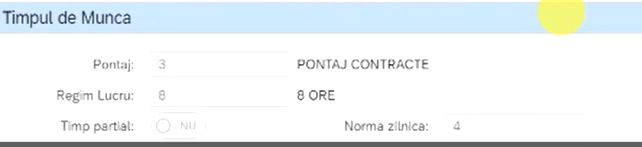 Timpul de Munca
Pontaj: 3 PONTAJ CONTRACTE
Regim Lucru: 8 8 ORE
Timp partial: NU Norma zilnica: 4